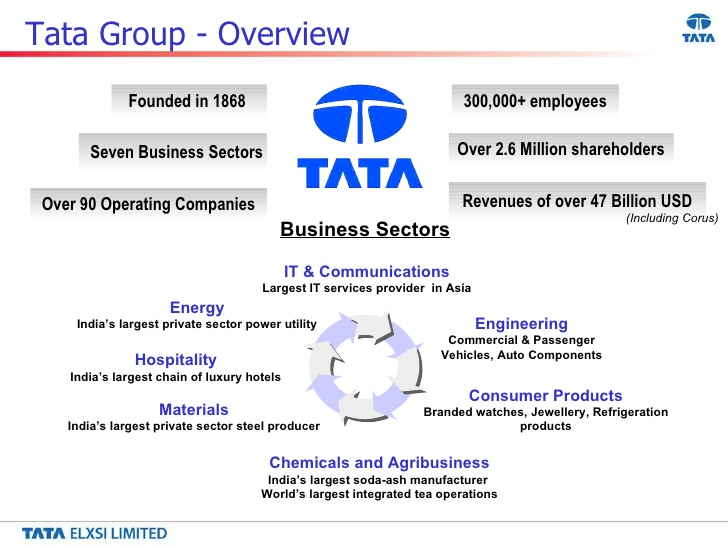 Tata Group - Overview
TATA
Founded in 1868
Seven Business Sectors
Over 90 Operating Companies
TATA
300,000+ employees
Over 2.6 Million shareholders
Revenues of over 47 Billion USD
(Including Corus)
Business Sectors
IT & Communications
Largest IT services provider in Asia
Energy
India’s largest private sector power utility
Engineering
Commercial & Passenger
Vehicles, Auto Components
Hospitality
India’s largest chain of luxury hotels
Consumer Products
Branded watches, Jewellery, Refrigeration
products
Materials
India’s largest private sector steel producer
Chemicals and Agribusiness
India’s largest soda-ash manufacturer
World’s largest integrated tea operations
TATA ELXSI LIMITED